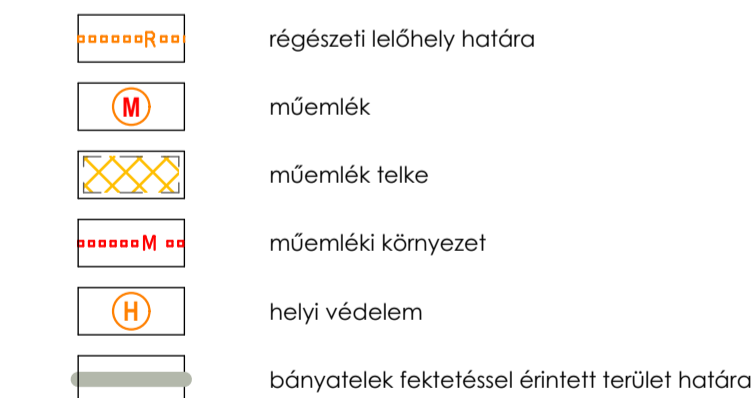 R régészeti lelőhely határa
M műemlék
műemlék telke
M műemléki környezet
H helyi védelem
bányatelek fektetéssel érintett terület határa